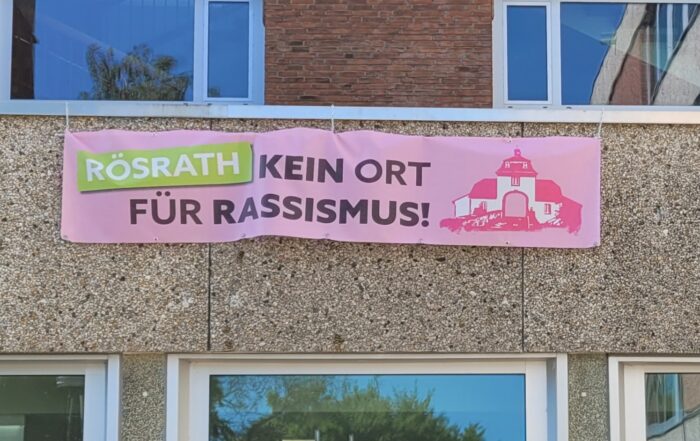 RÖSRATH KEIN ORT
FÜR RASSISMUS!